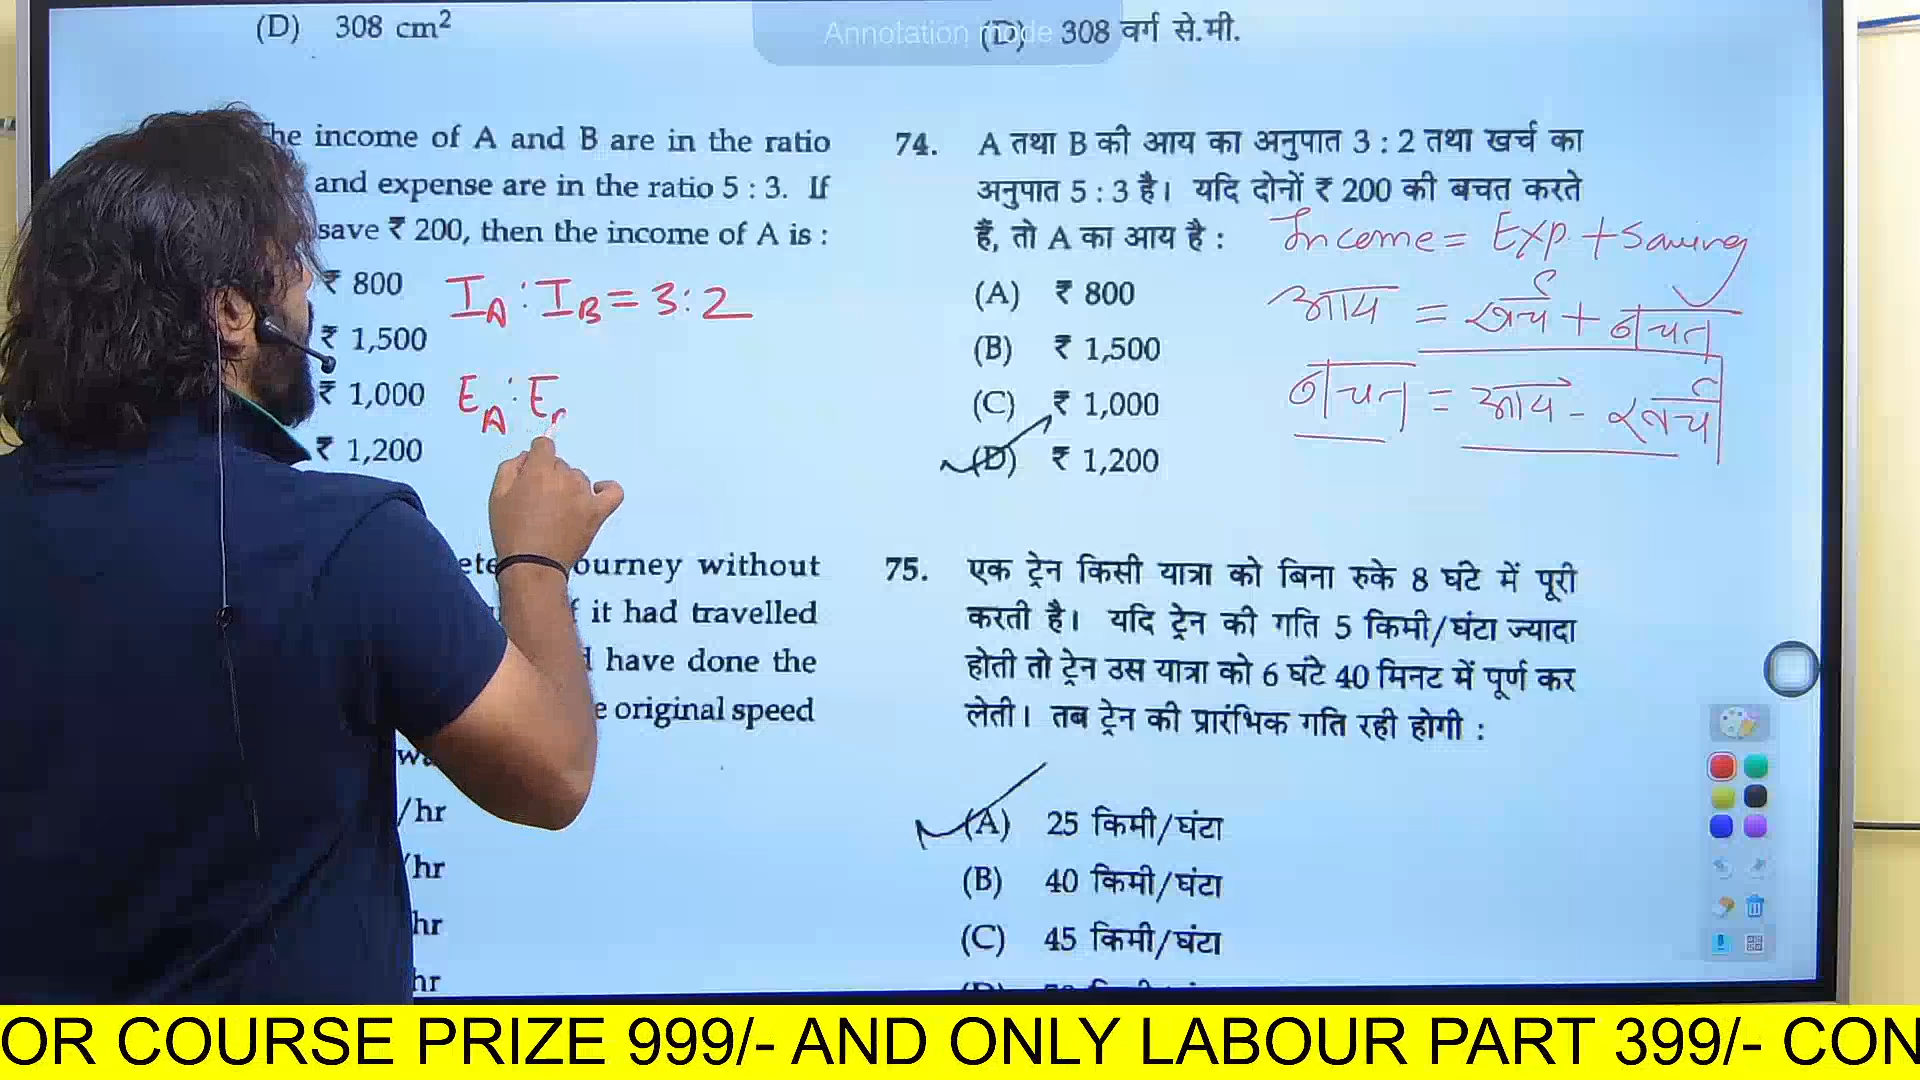 (D) 308 cm²
Annotation mode
(D) 308 वर्ग से.मी.
The income of A and B are in the ratio
and expense are in the ratio 5 : 3. If
save ₹ 200, then the income of A is :
₹ 800
₹ 1,500
₹ 1,000
₹ 1,200
I_A : I_B = 3 : 2
E_A : E
74. A तथा B की आय का अनुपात 3 : 2 तथा खर्च का
अनुपात 5 : 3 है। यदि दोनों ₹ 200 की बचत करते
हैं, तो A का आय है :
(A) ₹ 800
(B) ₹ 1,500
(C) ₹ 1,000
(D) ₹ 1,200
Income = Exp. + Saving
आय = खर्च + बचत
बचत = आय - खर्च
ourney without
it had travelled
have done the
original speed
/hr
/hr
hr
hr
75. एक ट्रेन किसी यात्रा को बिना रुके 8 घंटे में पूरी
करती है। यदि ट्रेन की गति 5 किमी/घंटा ज्यादा
होती तो ट्रेन उस यात्रा को 6 घंटे 40 मिनट में पूर्ण कर
लेती। तब ट्रेन की प्रारंभिक गति रही होगी :
(A) 25 किमी/घंटा
(B) 40 किमी/घंटा
(C) 45 किमी/घंटा
OR COURSE PRIZE 999/- AND ONLY LABOUR PART 399/- CON